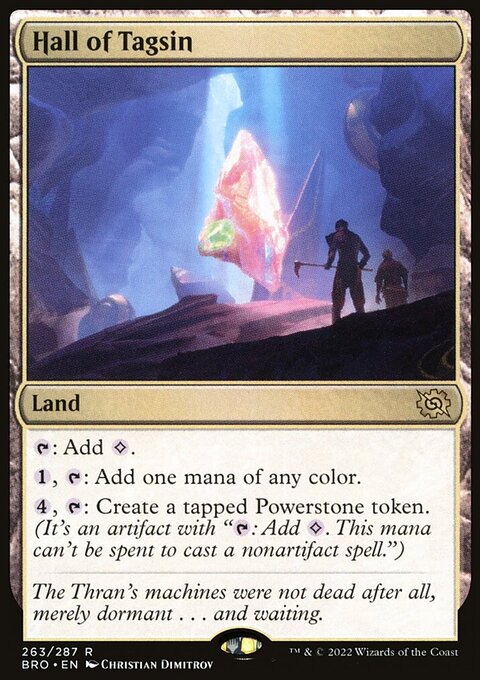 Hall of Tagsin
Land
: Add .
1, : Add one mana of any color.
4, : Create a tapped Powerstone token.
(It's an artifact with “: Add . This mana
can't be spent to cast a nonartifact spell.”)
The Thran's machines were not dead after all,
merely dormant . . . and waiting.
263/287 R
BRO • EN Christian Dimitrov
™ & © 2022 Wizards of the Coast